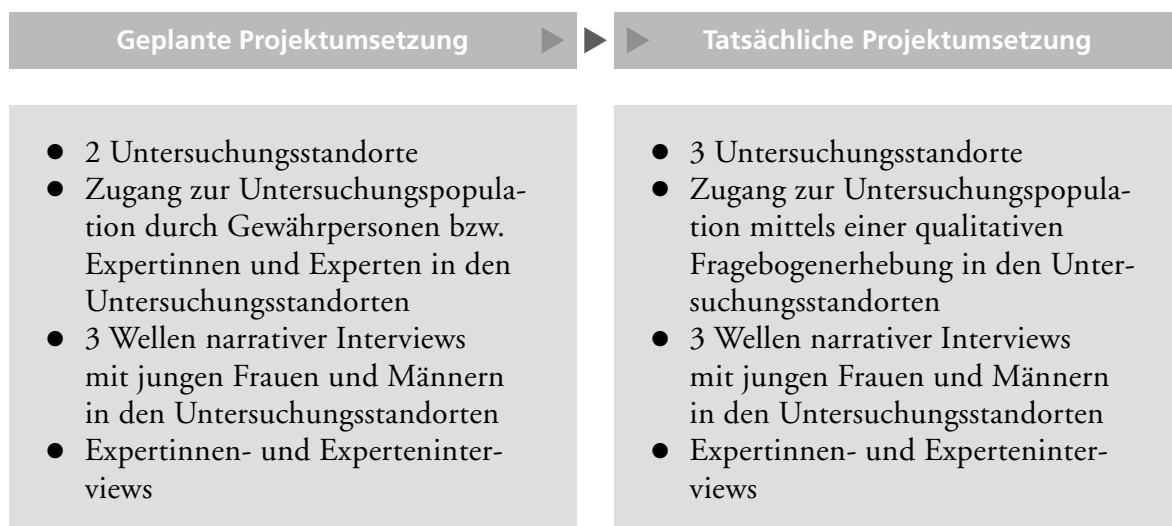 Geplante Projektumsetzung
● 2 Untersuchungsstandorte
● Zugang zur Untersuchungspopula-
tion durch Gewährpersonen bzw.
Expertinnen und Experten in den
Untersuchungsstandorten
● 3 Wellen narrativer Interviews
mit jungen Frauen und Männern
in den Untersuchungsstandorten
● Expertinnen- und Experteninter-
views
Tatsächliche Projektumsetzung
● 3 Untersuchungsstandorte
● Zugang zur Untersuchungspopula-
tion mittels einer qualitativen
Fragebogenerhebung in den Unter-
suchungsstandorten
● 3 Wellen narrativer Interviews
mit jungen Frauen und Männern
in den Untersuchungsstandorten
● Expertinnen- und Experteninter-
views